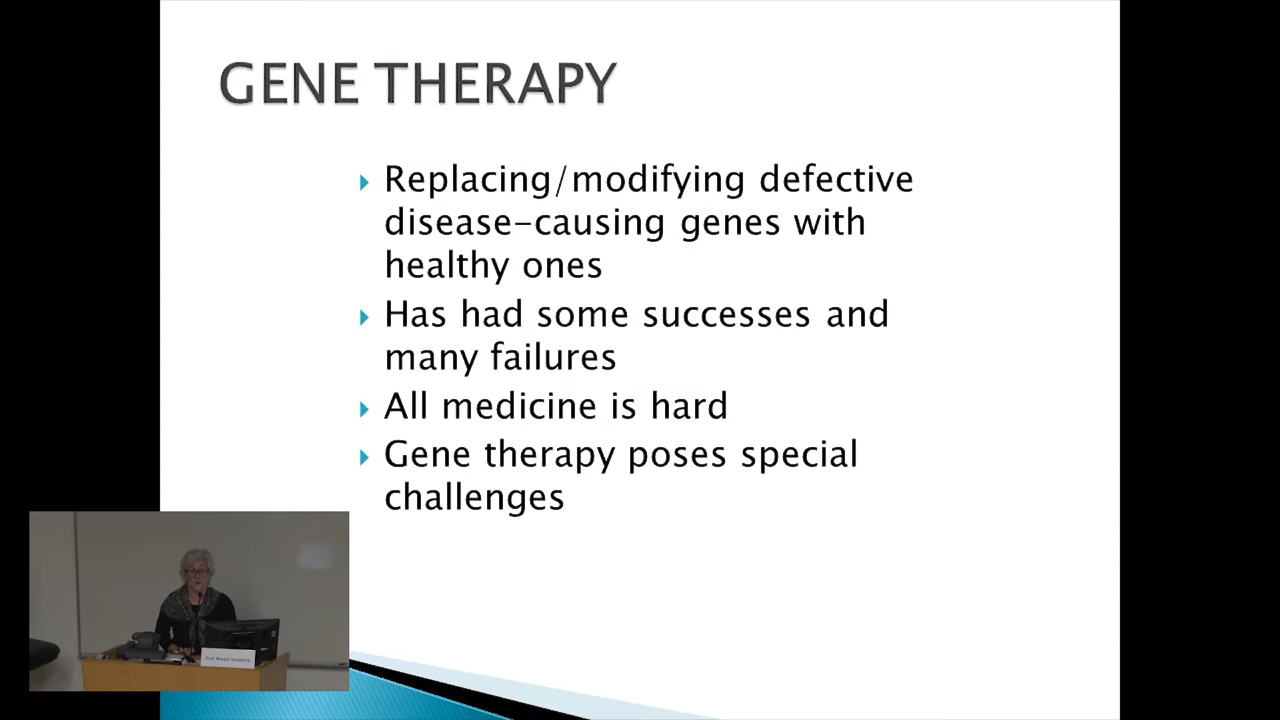 GENE THERAPY
Replacing/modifying defective
disease-causing genes with
healthy ones
Has had some successes and
many failures
All medicine is hard
Gene therapy poses special
challenges
Prof.